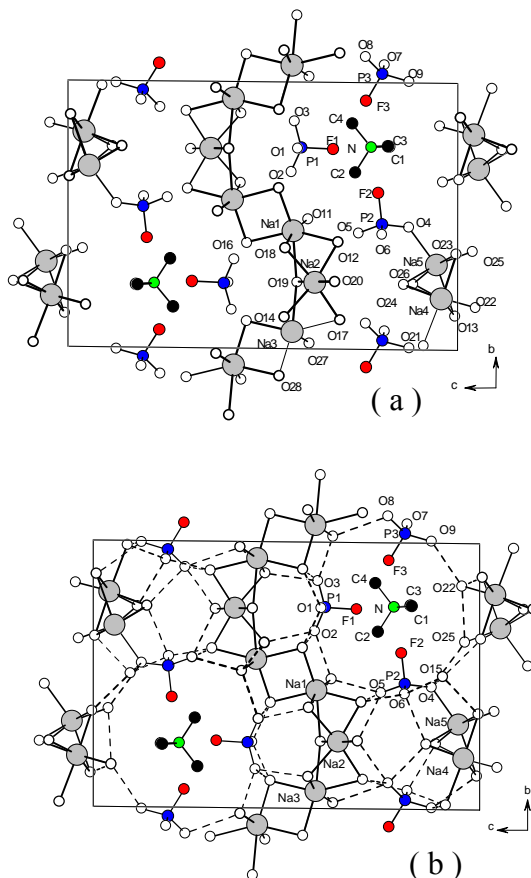 O8
O7
P3
O9
F3
O3
C4
O1
P1
F1
N
C3
C1
O2
C2
F2
O11
O5
P2
O4
Na1
O6
O16
O18
O12
O23
Na5
O25
Na2
O26
O19
O20
O24
Na4
O22
O14
O17
O13
Na3
O21
O27
O28
b
c
( a )
O8
O7
P3
O9
F3
C4
O22
O3
P1
C3
O1
N
F1
C1
O2
C2
O25
F2
O15
P2
Na1
O5
O4
O6
Na5
Na2
Na4
Na3
b
c
( b )